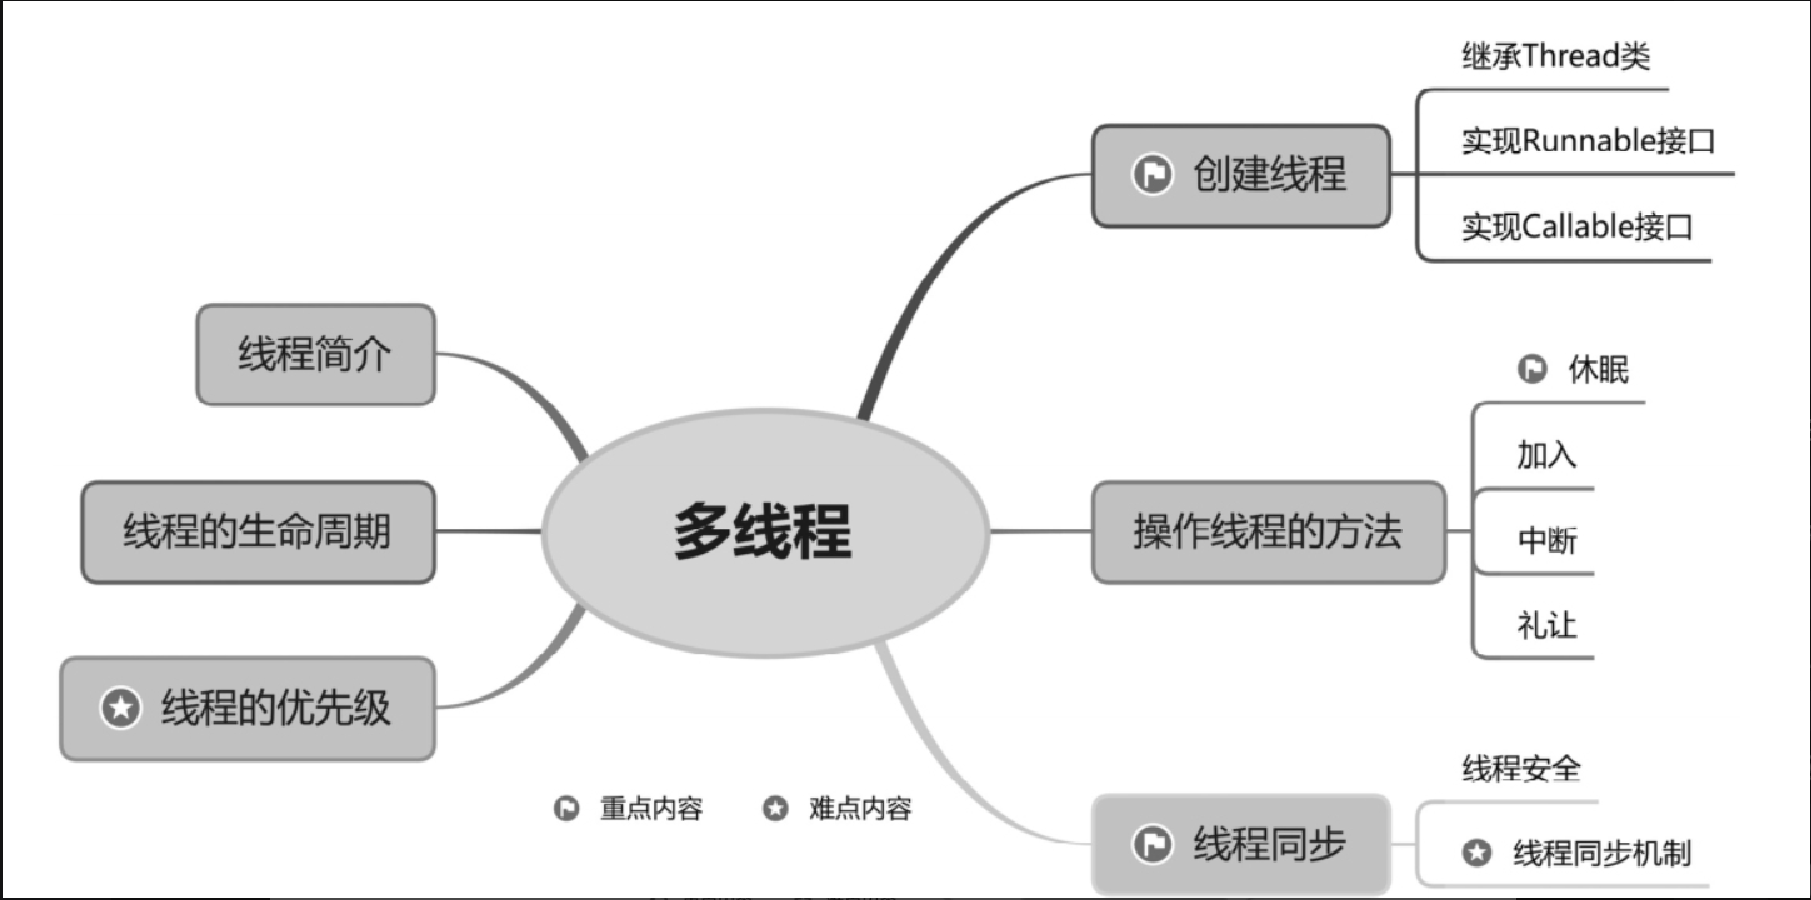 多线程
线程简介
线程的生命周期
线程的优先级
创建线程
继承Thread类
实现Runnable接口
实现Callable接口
操作线程的方法
休眠
加入
中断
礼让
线程同步
线程安全
线程同步机制
重点内容
难点内容